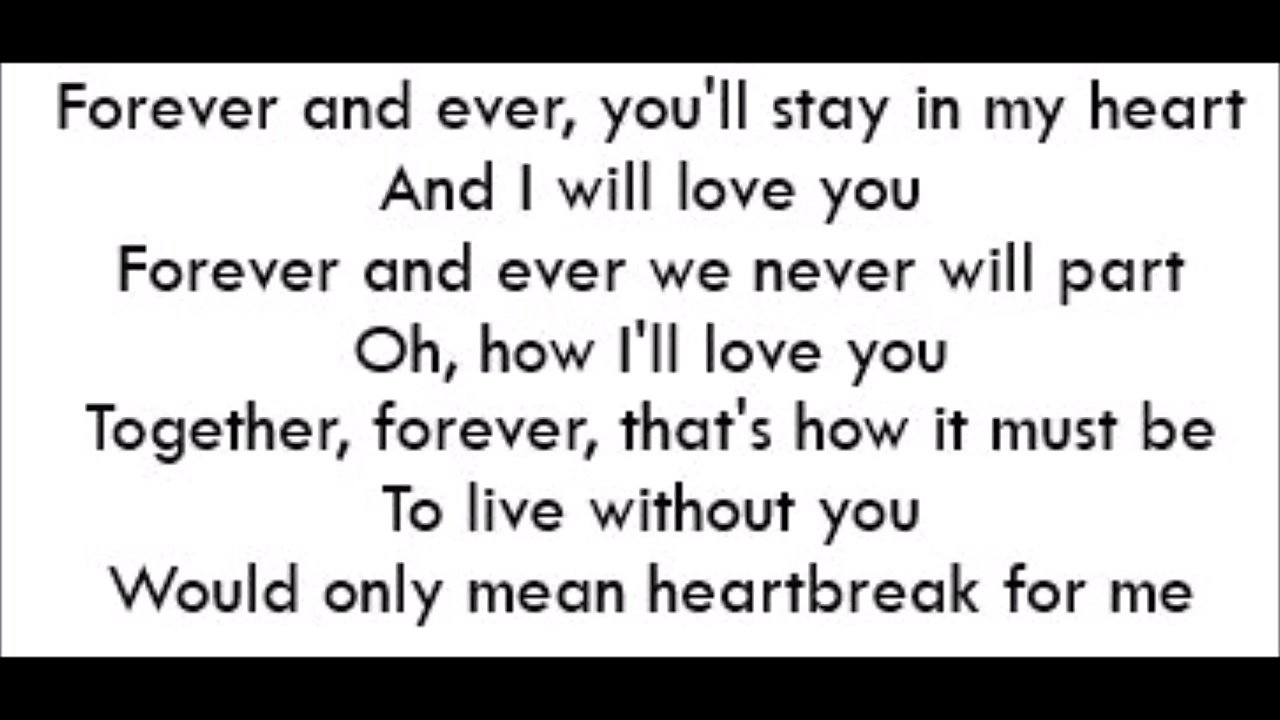 Forever and ever, you'll stay in my heart
And I will love you
Forever and ever we never will part
Oh, how I'll love you
Together, forever, that's how it must be
To live without you
Would only mean heartbreak for me